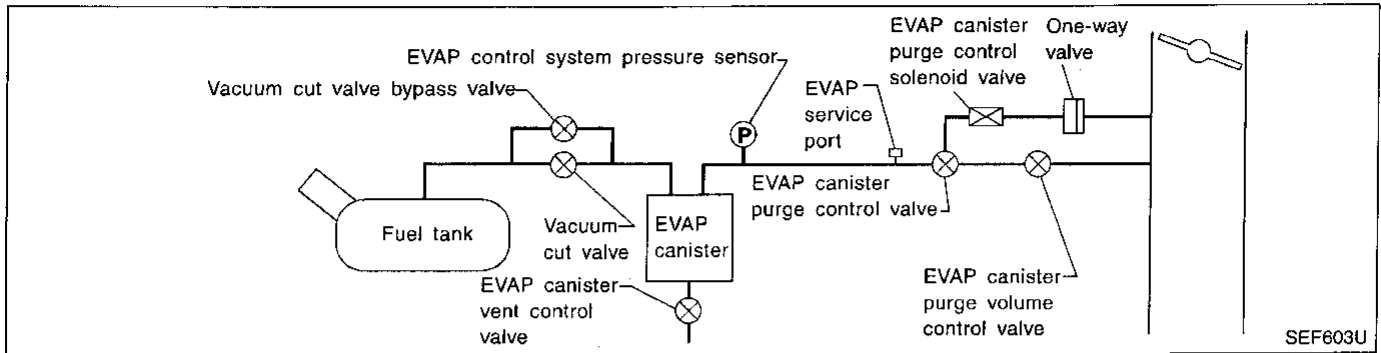 EVAP canister
purge control
solenoid valve
One-way
valve
EVAP control system pressure sensor
Vacuum cut valve bypass valve
EVAP
service
port
P
EVAP canister
purge control valve
Fuel tank
Vacuum
cut valve
EVAP
canister
EVAP canister
vent control
valve
EVAP canister
purge volume
control valve
SEF603U